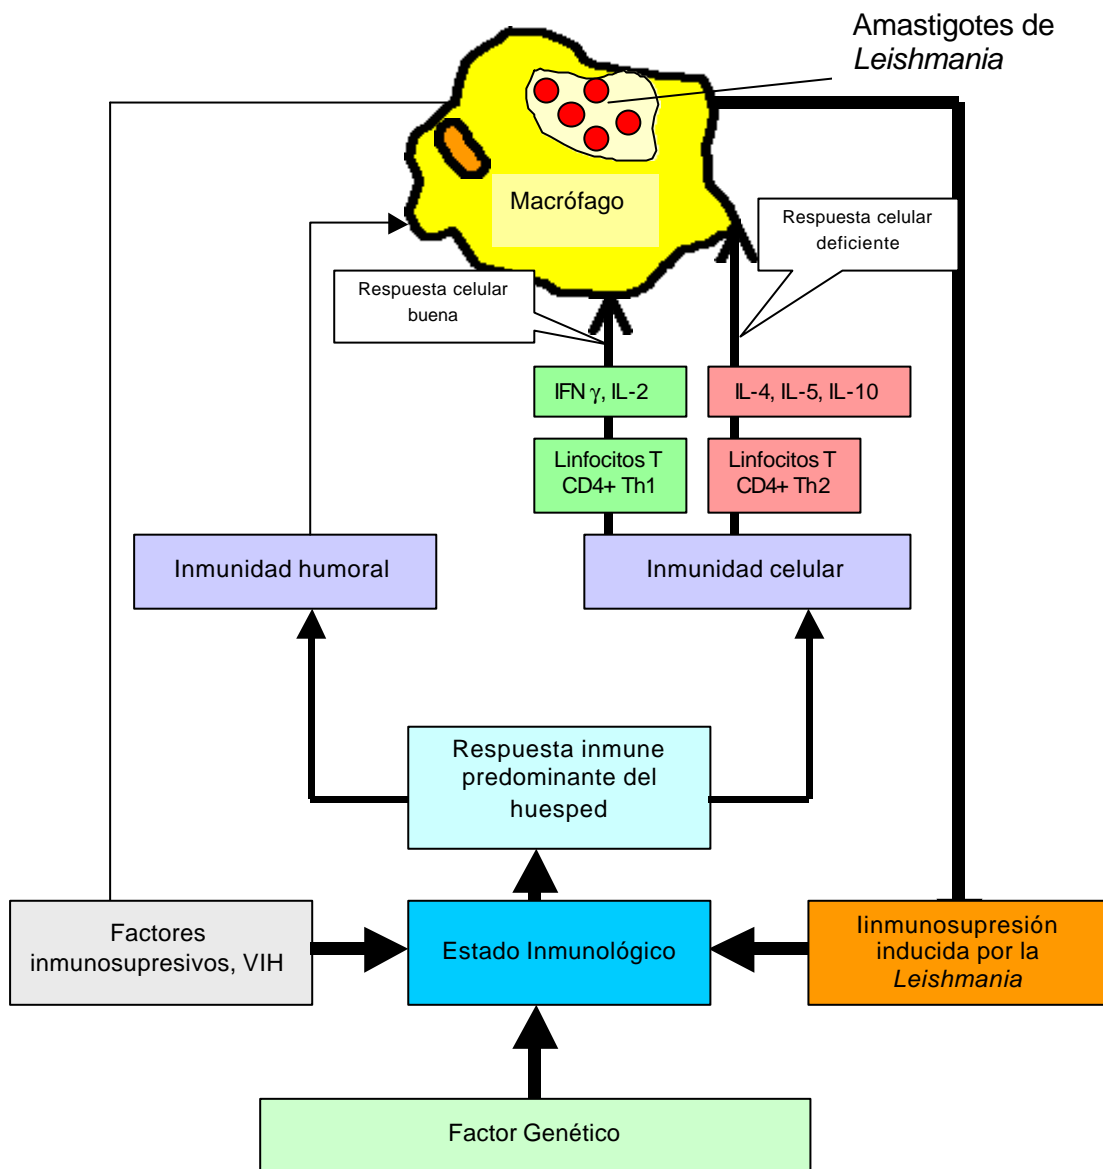 Amastigotes de
Leishmania
Macrófago
Respuesta celular
deficiente
Respuesta celular
buena
IFN γ, IL-2
IL-4, IL-5, IL-10
Linfocitos T
CD4+ Th1
Linfocitos T
CD4+ Th2
Inmunidad humoral
Inmunidad celular
Respuesta inmune
predominante del
huesped
Factores
inmunosupresivos, VIH
Estado Inmunológico
Iinmunosupresión
inducida por la
Leishmania
Factor Genético